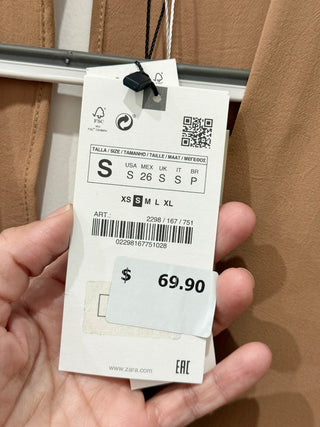 FSC
TALLA / SIZE / TAMANHO / TAILLE / MAAT / ΜΕΓΕΘΟΣ
S
USA MEX UK IT BR
S 26 S S P
XS S M L XL
ART.: 2298 / 167 / 751
02298167751028
$ 69.90
www.zara.com
EAC